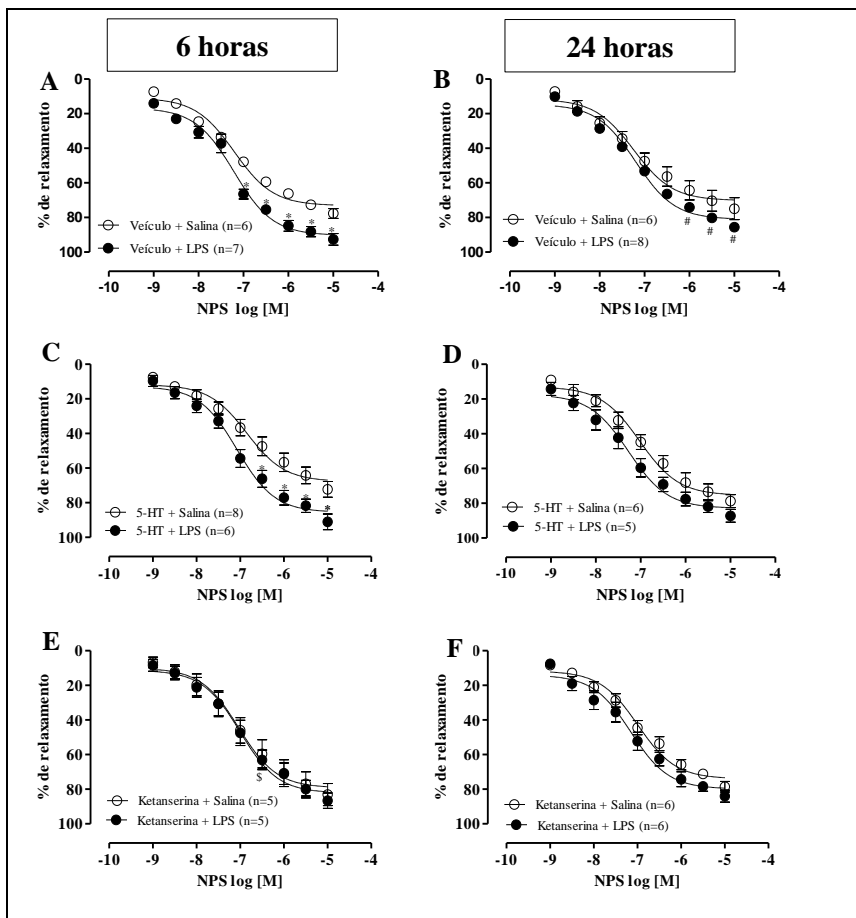 6 horas
24 horas
A
0
20
40
60
80
100
% de relaxamento
* * * * *
Veículo + Salina (n=6)
Veículo + LPS (n=7)
-10 -9 -8 -7 -6 -5 -4
NPS log [M]
B
0
20
40
60
80
100
% de relaxamento
# # #
Veículo + Salina (n=6)
Veículo + LPS (n=8)
-10 -9 -8 -7 -6 -5 -4
NPS log [M]
C
0
20
40
60
80
100
% de relaxamento
* * * *
5-HT + Salina (n=8)
5-HT + LPS (n=6)
-10 -9 -8 -7 -6 -5 -4
NPS log [M]
D
0
20
40
60
80
100
% de relaxamento
5-HT + Salina (n=6)
5-HT + LPS (n=5)
-10 -9 -8 -7 -6 -5 -4
NPS log [M]
E
0
20
40
60
80
100
% de relaxamento
$
Ketanserina + Salina (n=5)
Ketanserina + LPS (n=5)
-10 -9 -8 -7 -6 -5 -4
NPS log [M]
F
0
20
40
60
80
100
% de relaxamento
Ketanserina + Salina (n=6)
Ketanserina + LPS (n=6)
-10 -9 -8 -7 -6 -5 -4
NPS log [M]